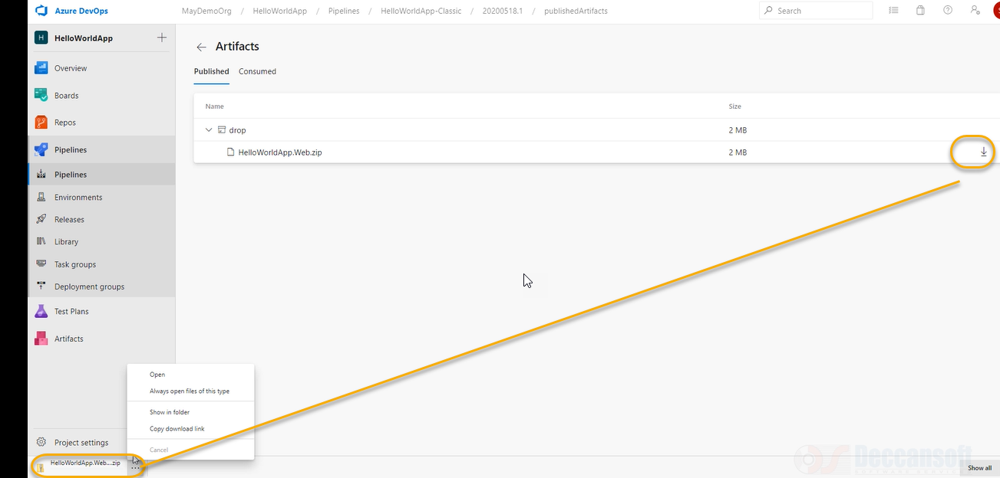 Azure DevOps
MayDemoOrg / HelloWorldApp / Pipelines / HelloWorldApp-Classic / 20200518.1 / publishedArtifacts
Search
H HelloWorldApp
Overview
Boards
Repos
Pipelines
Pipelines
Environments
Releases
Library
Task groups
Deployment groups
Test Plans
Artifacts
Project settings
Artifacts
Published Consumed
Name Size
drop 2 MB
HelloWorldApp.Web.zip 2 MB
Open
Always open files of this type
Show in folder
Copy download link
Cancel
HelloWorldApp.Web....zip
Deccansoft
Show all